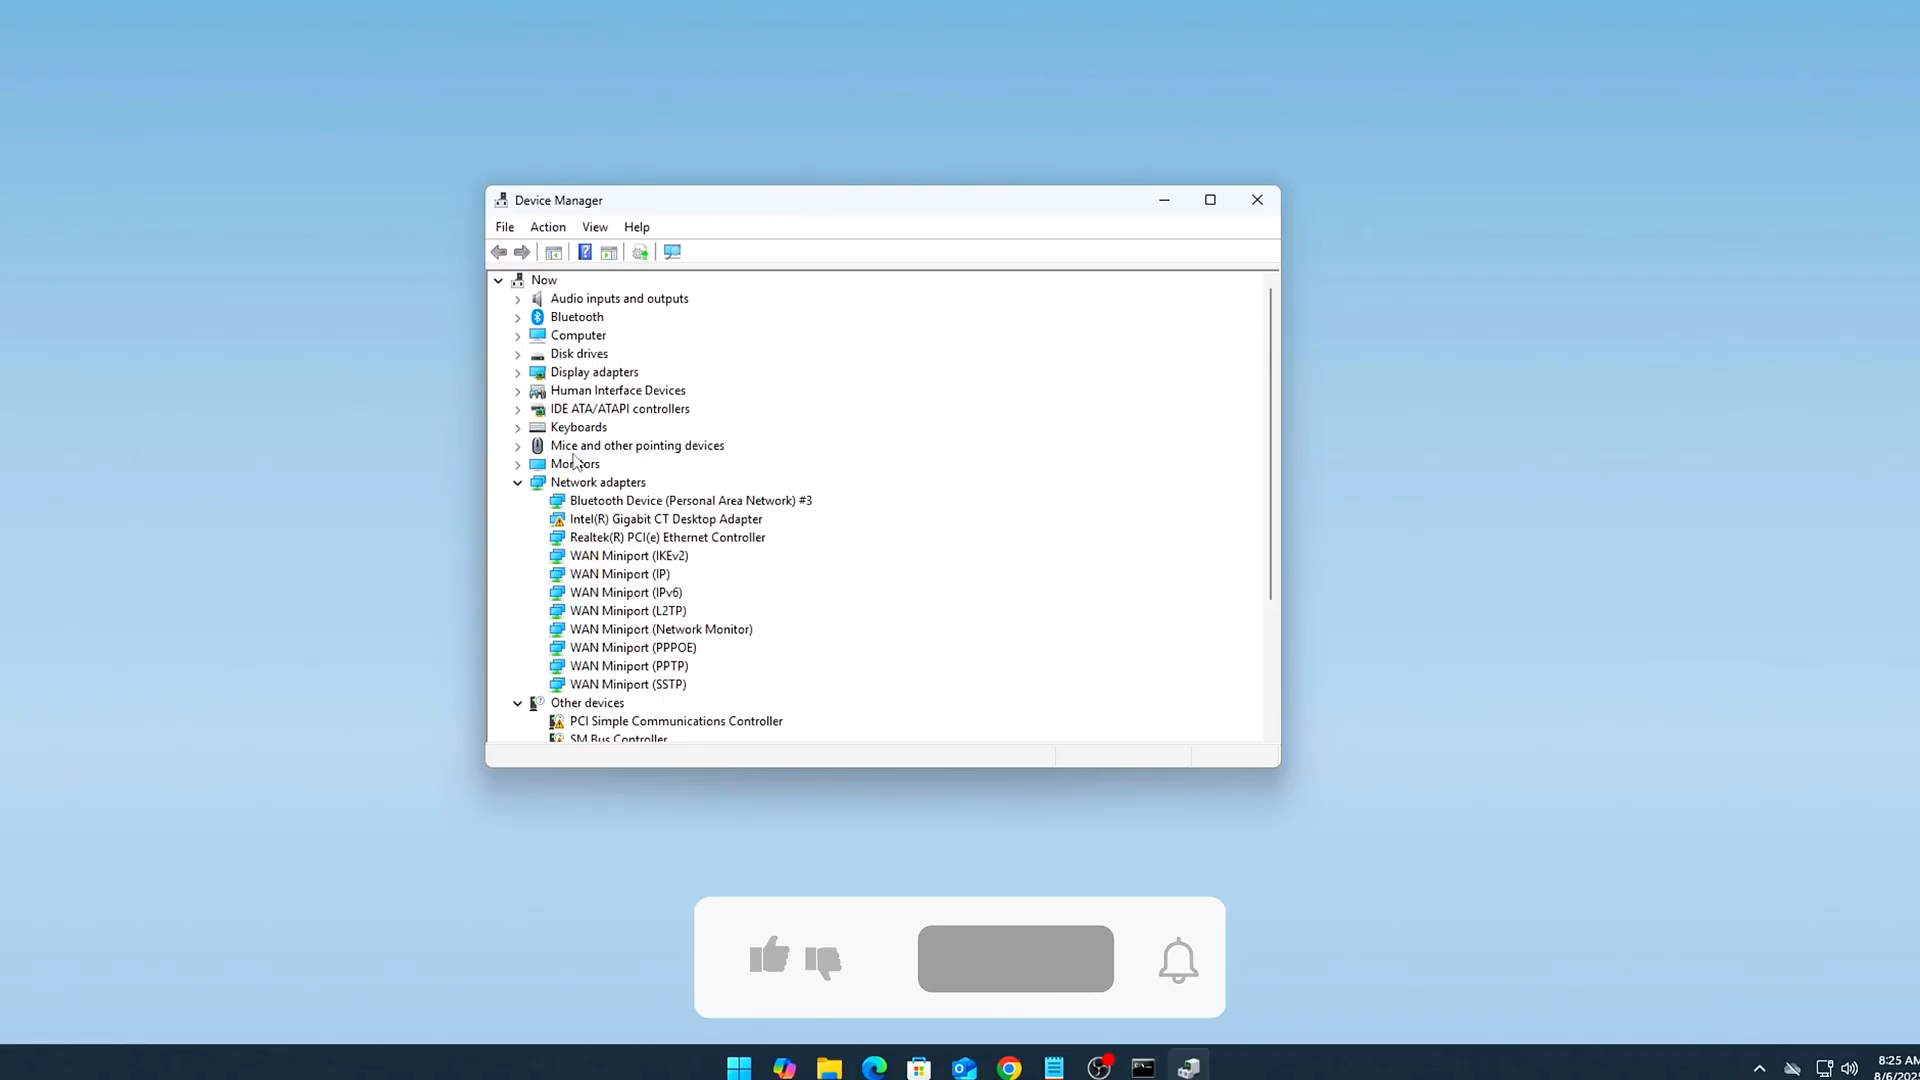 Device Manager
File Action View Help
Now
Audio inputs and outputs
Bluetooth
Computer
Disk drives
Display adapters
Human Interface Devices
IDE ATA/ATAPI controllers
Keyboards
Mice and other pointing devices
Monitors
Network adapters
Bluetooth Device (Personal Area Network) #3
Intel(R) Gigabit CT Desktop Adapter
Realtek(R) PCI(e) Ethernet Controller
WAN Miniport (IKEv2)
WAN Miniport (IP)
WAN Miniport (IPv6)
WAN Miniport (L2TP)
WAN Miniport (Network Monitor)
WAN Miniport (PPPOE)
WAN Miniport (PPTP)
WAN Miniport (SSTP)
Other devices
PCI Simple Communications Controller
SM Bus Controller
8:25 AM
8/6/202